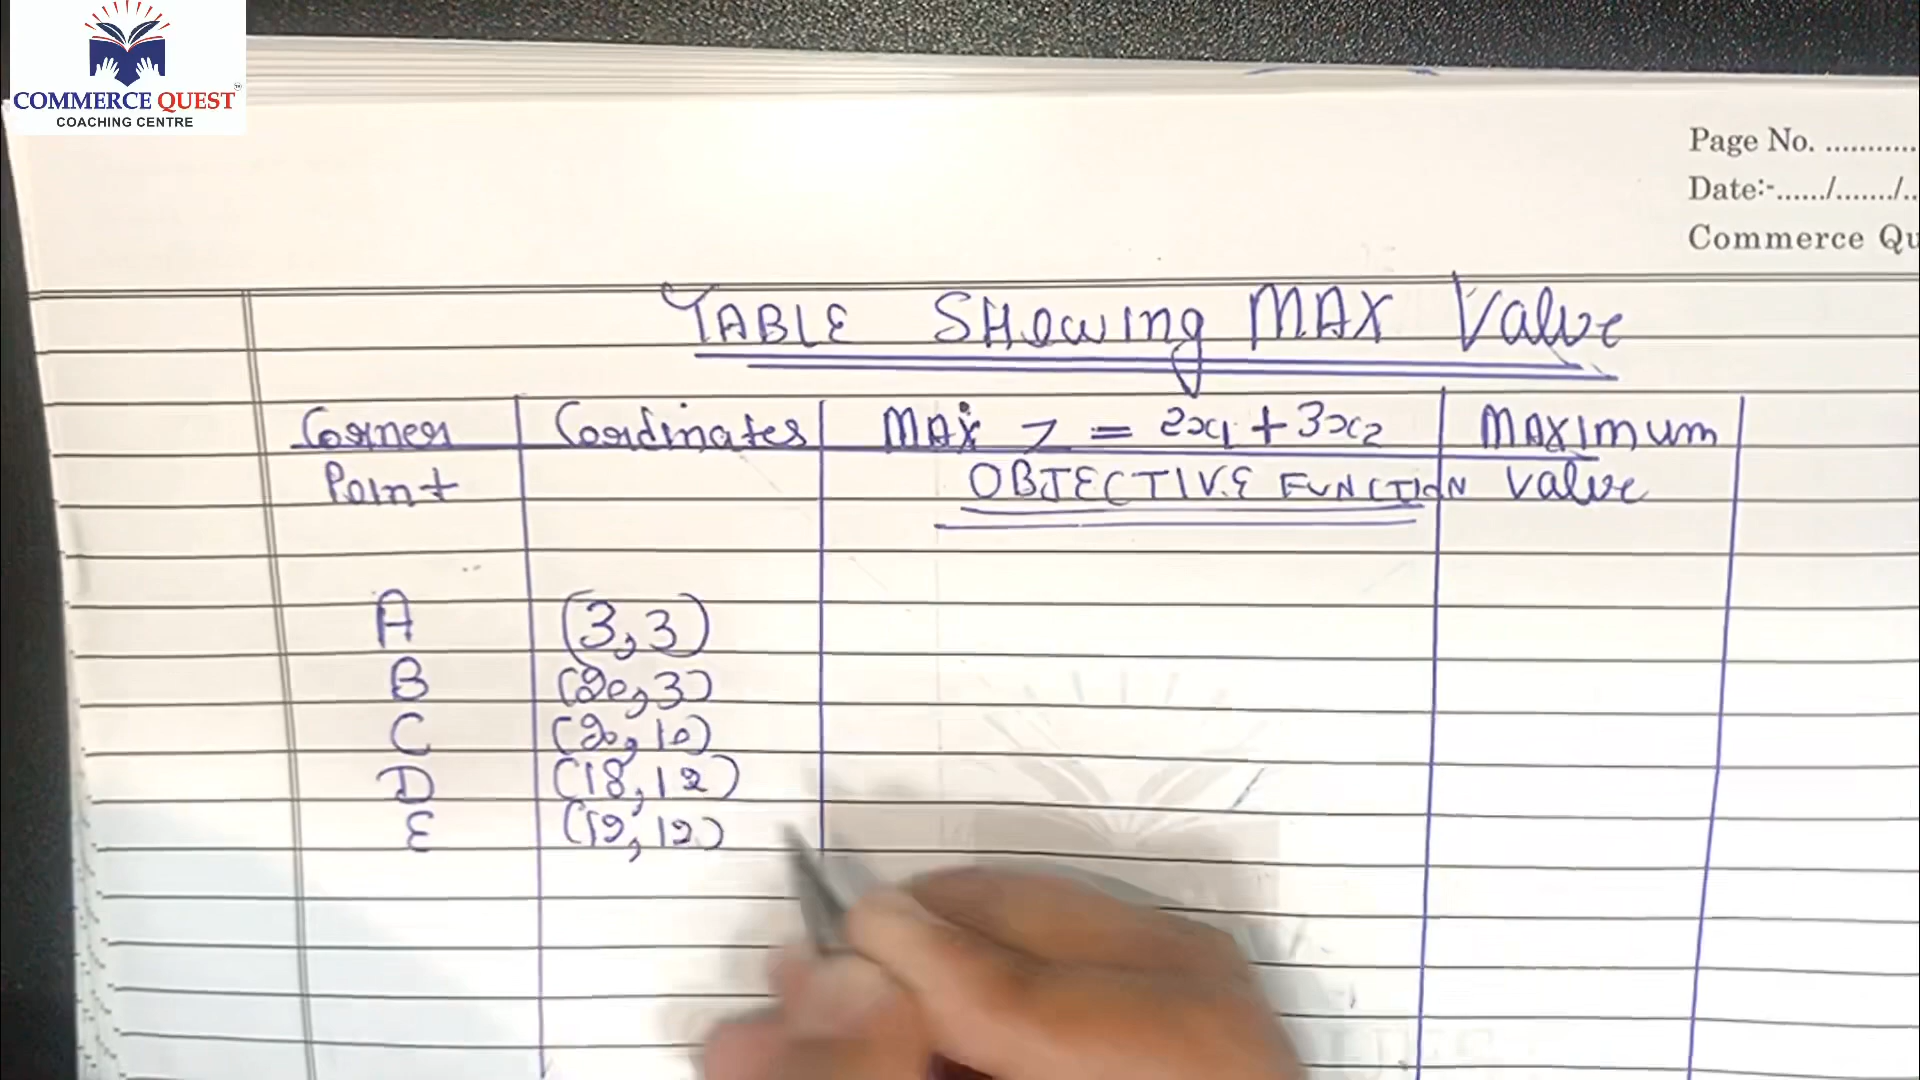 COMMERCE QUEST
COACHING CENTRE
Page No. ...........
Date:-....../......./..
Commerce Qu
TABLE SHowing MAX Value
Corner Coordinates MAX Z = 2x1 + 3x2 MAXIMUM
Point OBJECTIVE FUNCTION Value
A (3,3)
B (20,3)
C (20,10)
D (18,12)
E (12,12)